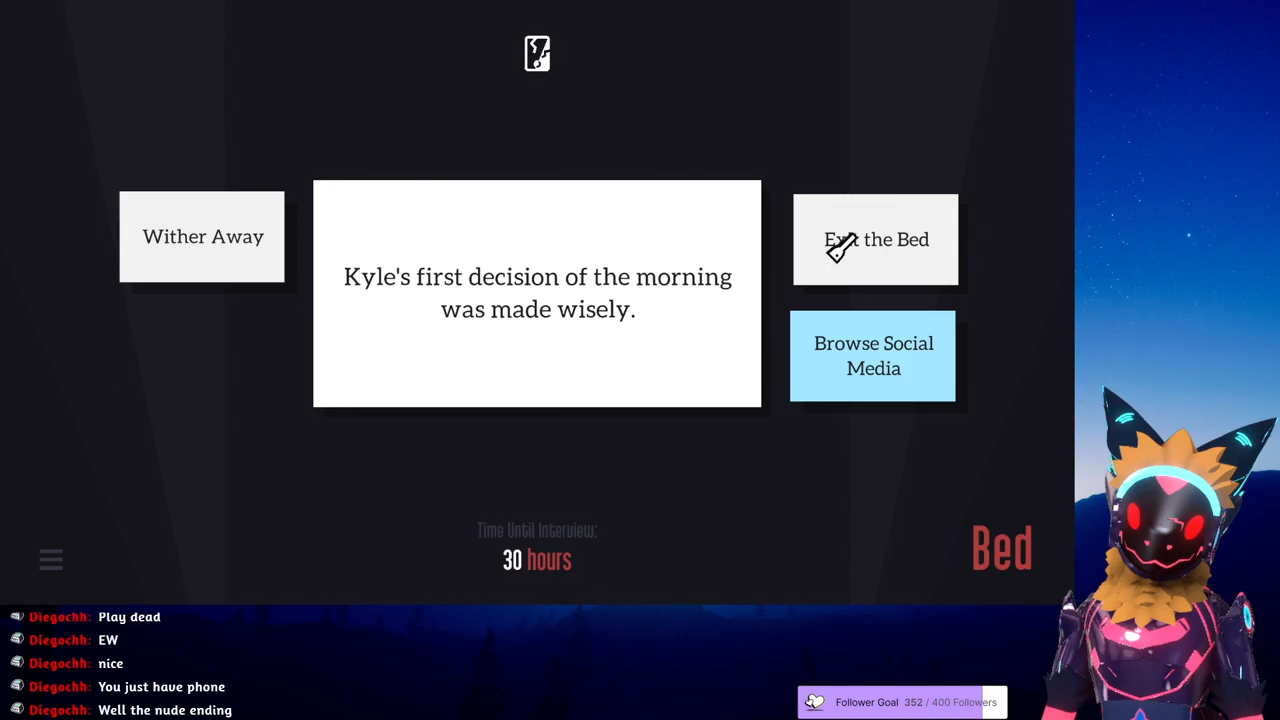 Wither Away
Kyle's first decision of the morning
was made wisely.
Exit the Bed
Browse Social
Media
Time Until Interview:
30 hours
Bed
Diegochh: Play dead
Diegochh: EW
Diegochh: nice
Diegochh: You just have phone
Diegochh: Well the nude ending
Follower Goal 352 / 400 Followers